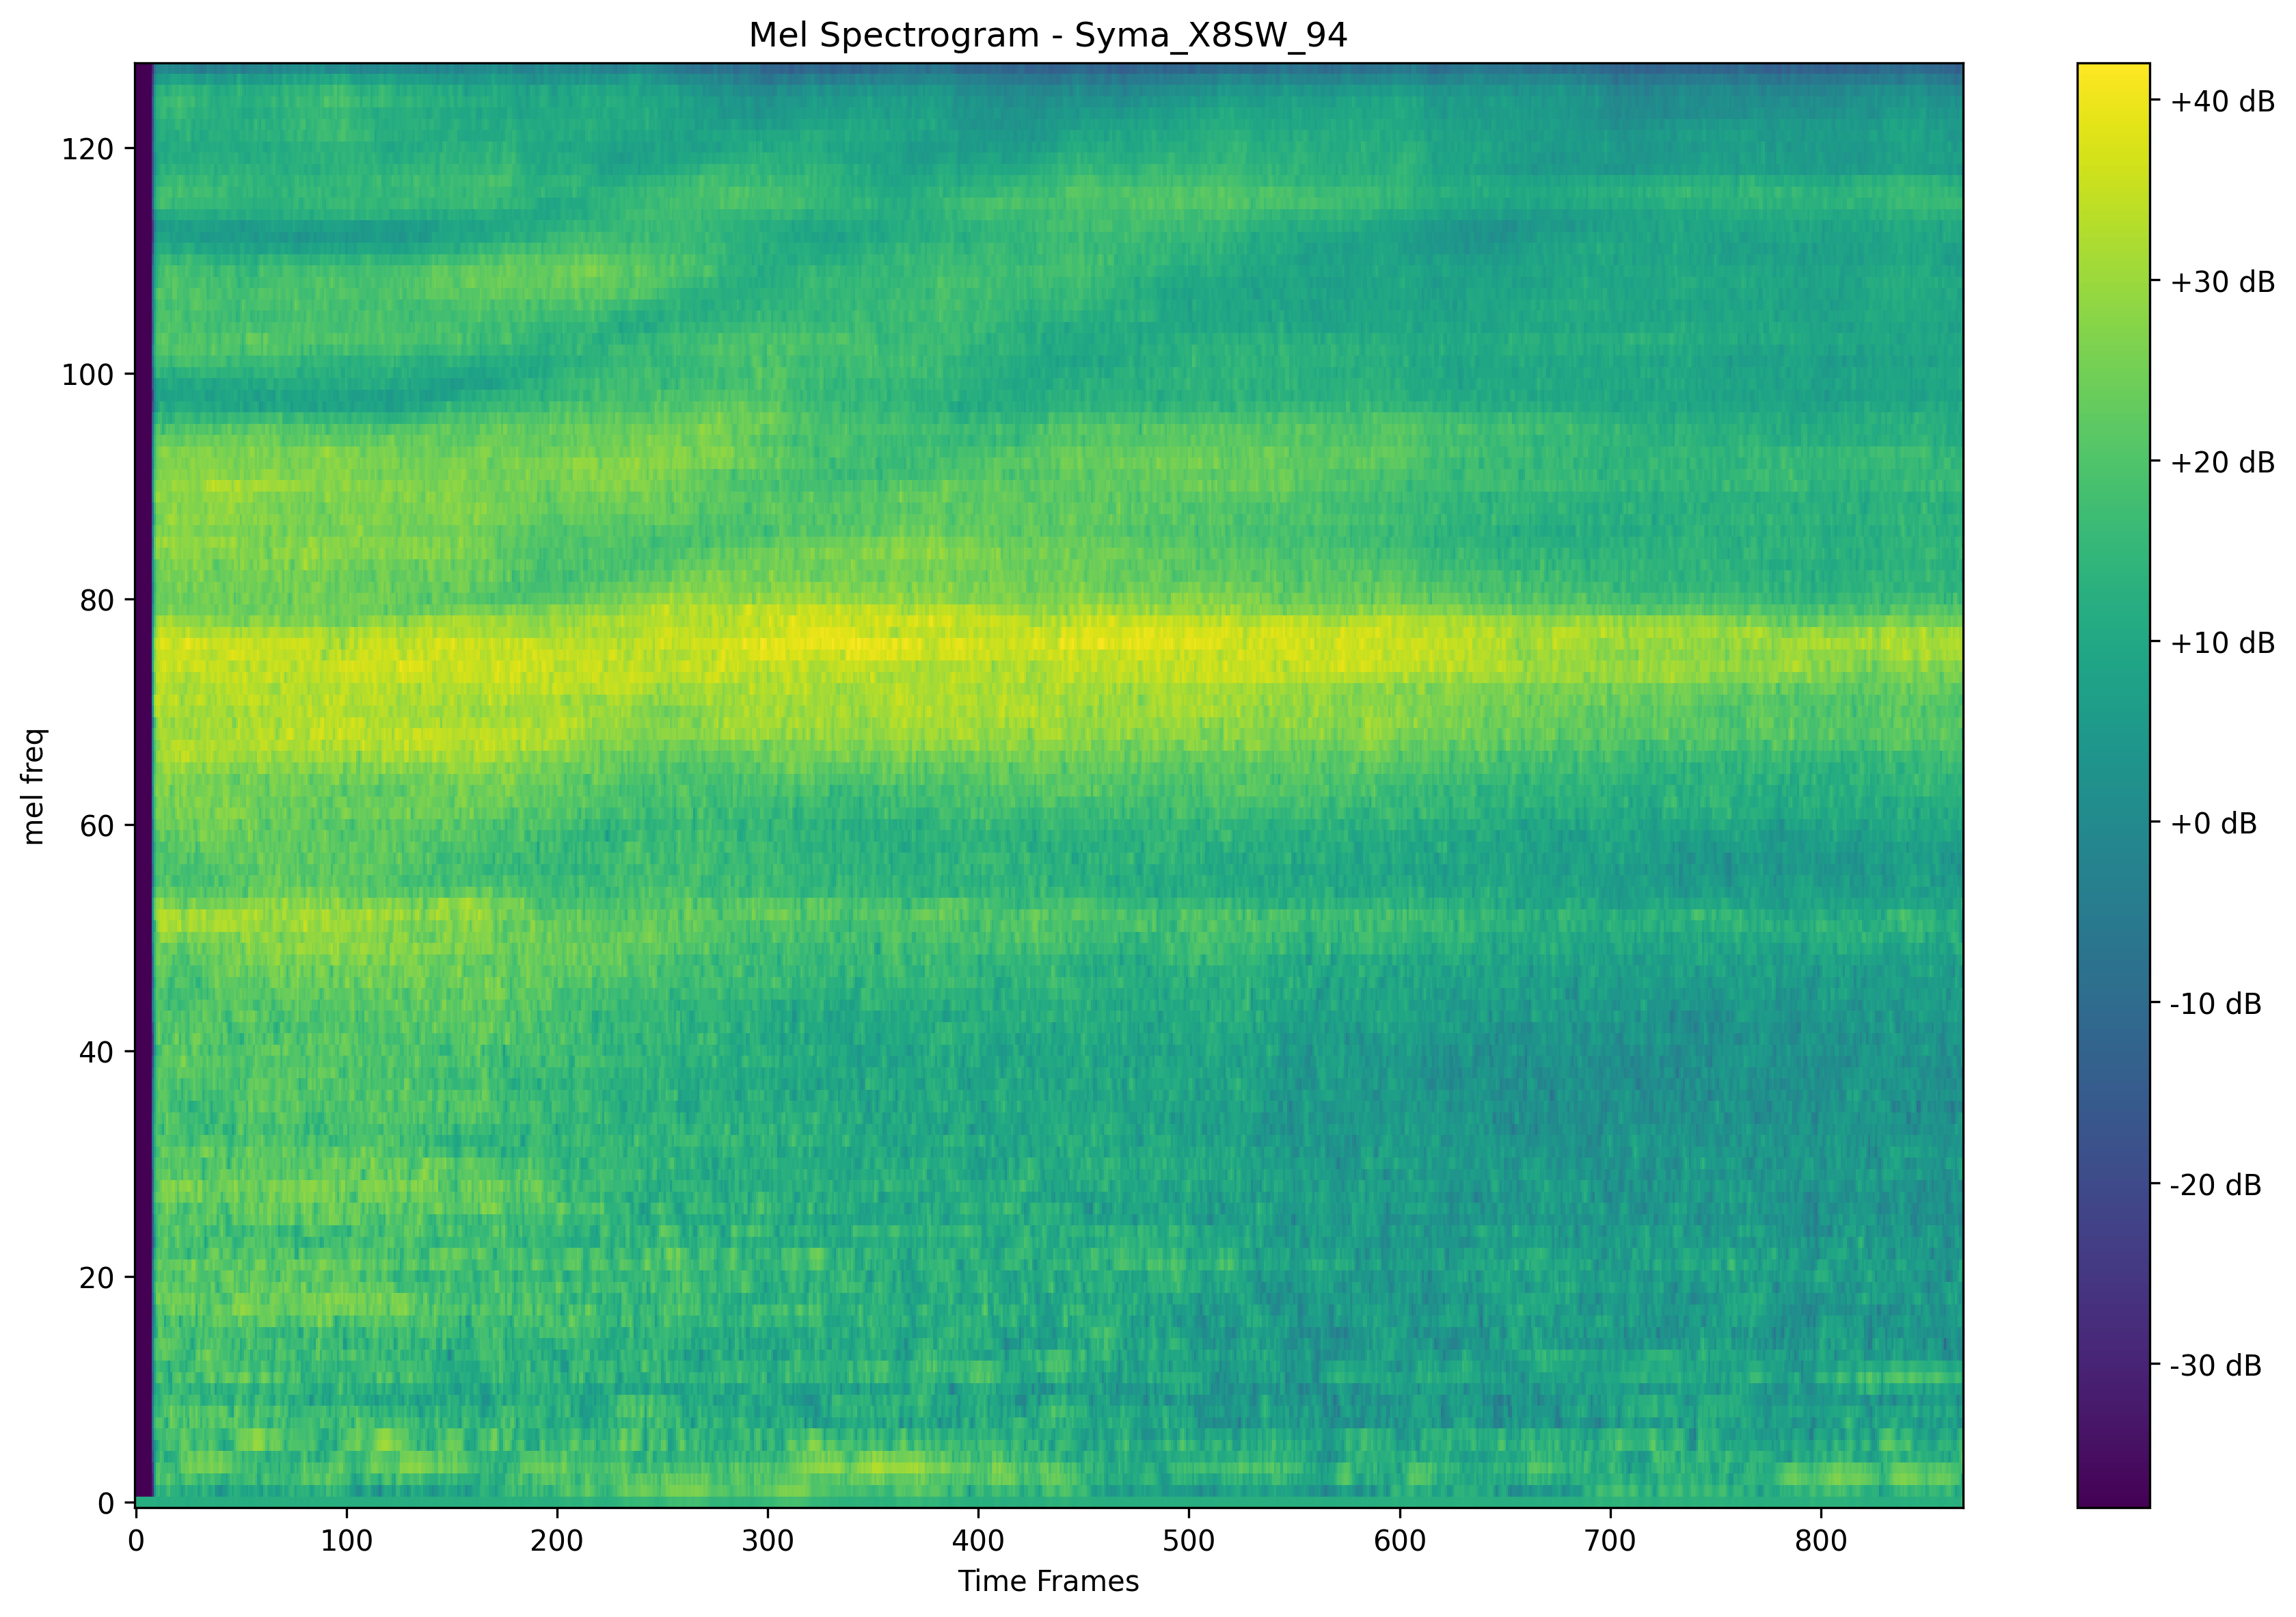 Mel Spectrogram - Syma_X8SW_94
mel freq
120
100
80
60
40
20
0
0 100 200 300 400 500 600 700 800
Time Frames
+40 dB
+30 dB
+20 dB
+10 dB
+0 dB
-10 dB
-20 dB
-30 dB